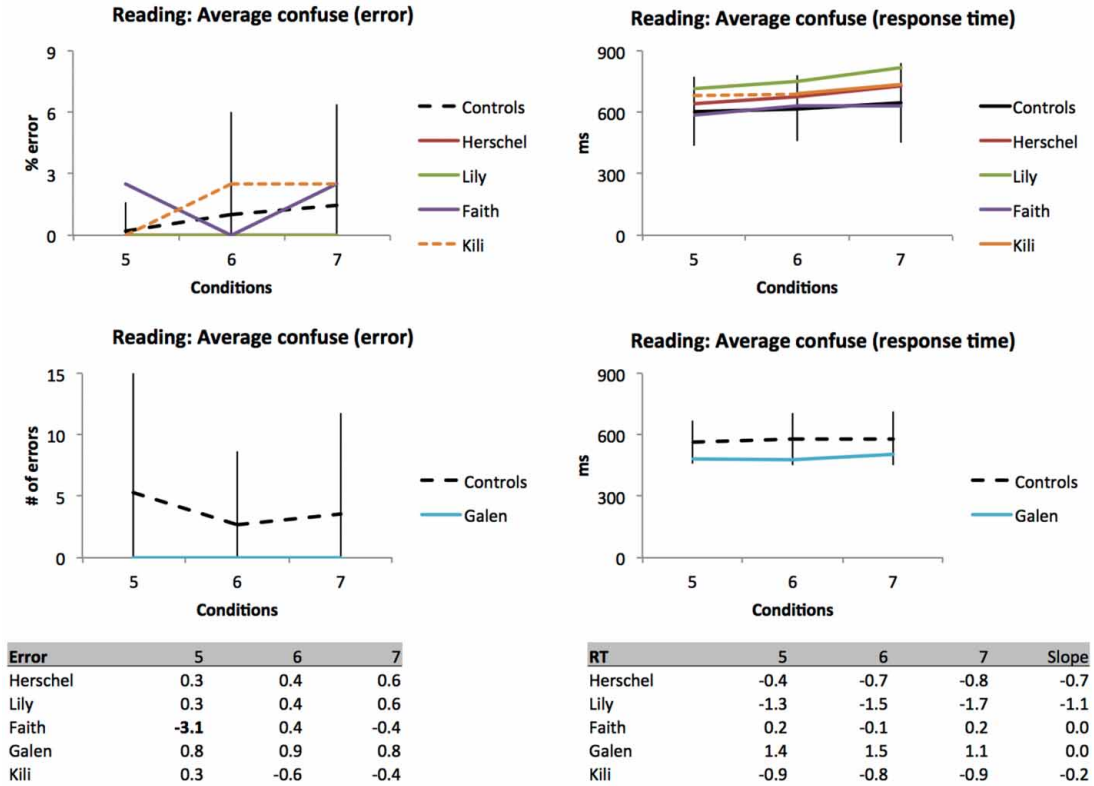 Reading: Average confuse (error)
9
6
3
0
% error
5 6 7
Conditions
Controls
Herschel
Lily
Faith
Kili
Reading: Average confuse (response time)
900
600
300
0
ms
5 6 7
Conditions
Controls
Herschel
Lily
Faith
Kili
Reading: Average confuse (error)
15
10
5
0
# of errors
5 6 7
Conditions
Controls
Galen
Reading: Average confuse (response time)
900
600
300
0
ms
5 6 7
Conditions
Controls
Galen
Error 5 6 7
Herschel 0.3 0.4 0.6
Lily 0.3 0.4 0.6
Faith -3.1 0.4 -0.4
Galen 0.8 0.9 0.8
Kili 0.3 -0.6 -0.4
RT 5 6 7 Slope
Herschel -0.4 -0.7 -0.8 -0.7
Lily -1.3 -1.5 -1.7 -1.1
Faith 0.2 -0.1 0.2 0.0
Galen 1.4 1.5 1.1 0.0
Kili -0.9 -0.8 -0.9 -0.2